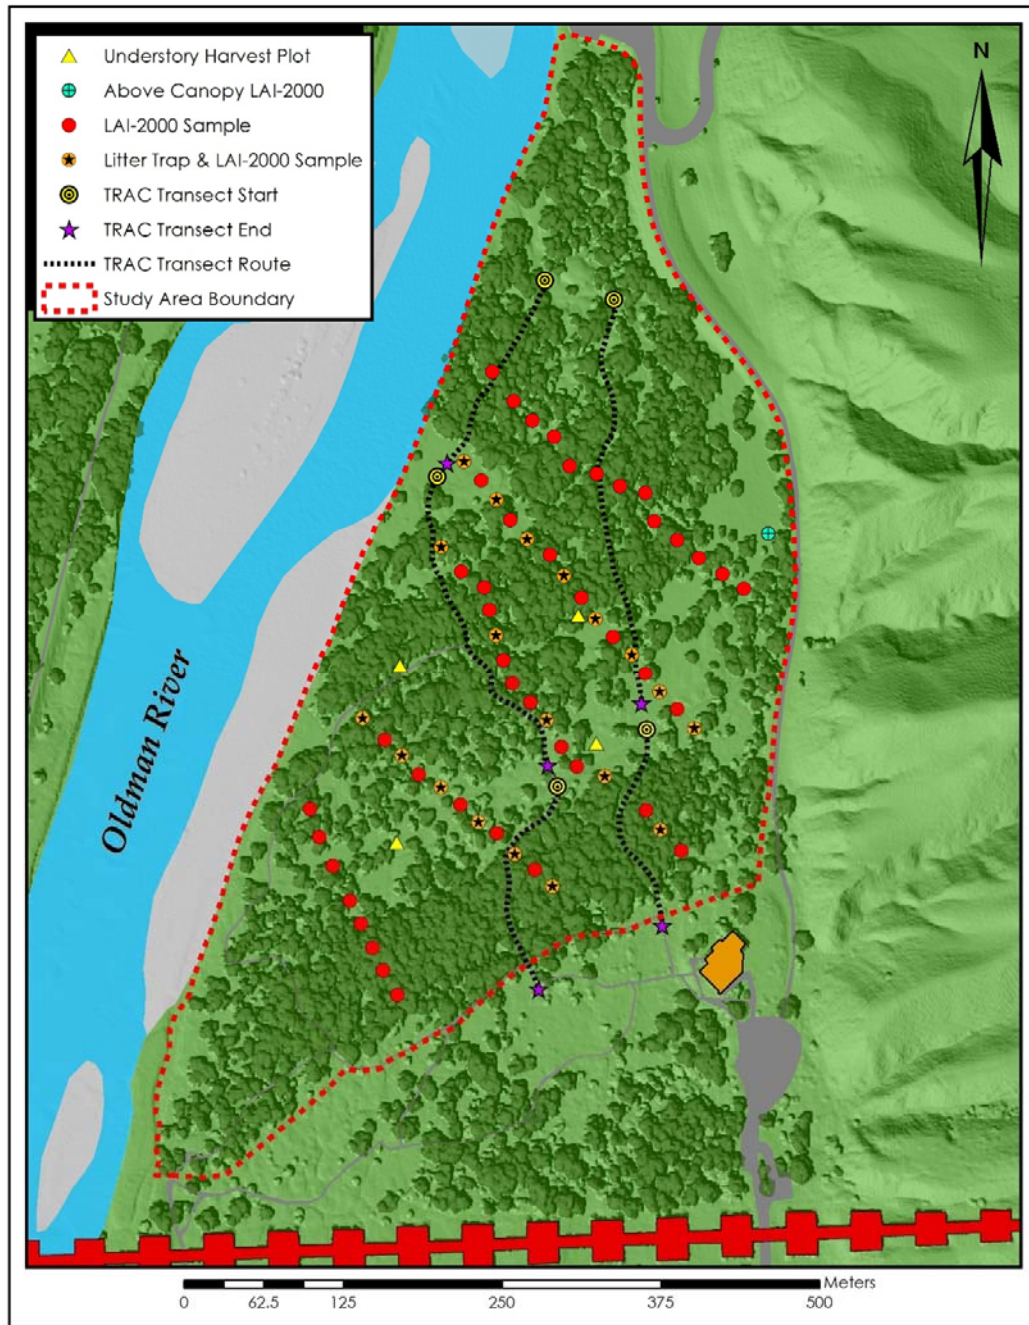 Understory Harvest Plot
Above Canopy LAI-2000
LAI-2000 Sample
Litter Trap & LAI-2000 Sample
TRAC Transect Start
TRAC Transect End
TRAC Transect Route
Study Area Boundary
N
Oldman River
Meters
0 62.5 125 250 375 500